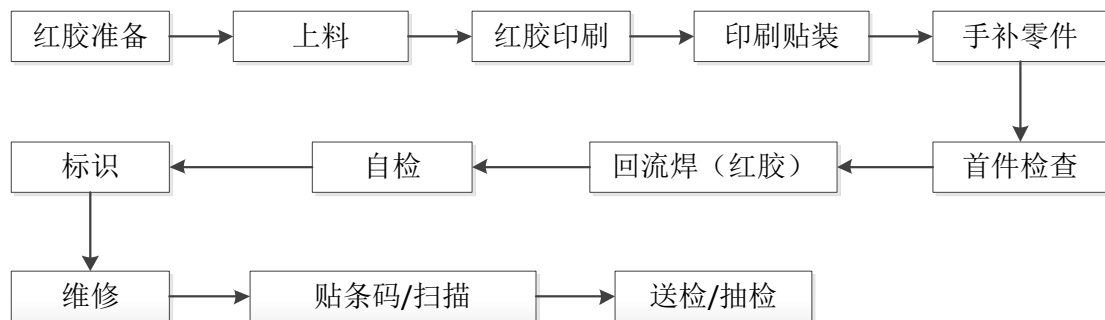 红胶准备
上料
红胶印刷
印刷贴装
手补零件
首件检查
回流焊（红胶）
自检
标识
维修
贴条码/扫描
送检/抽检